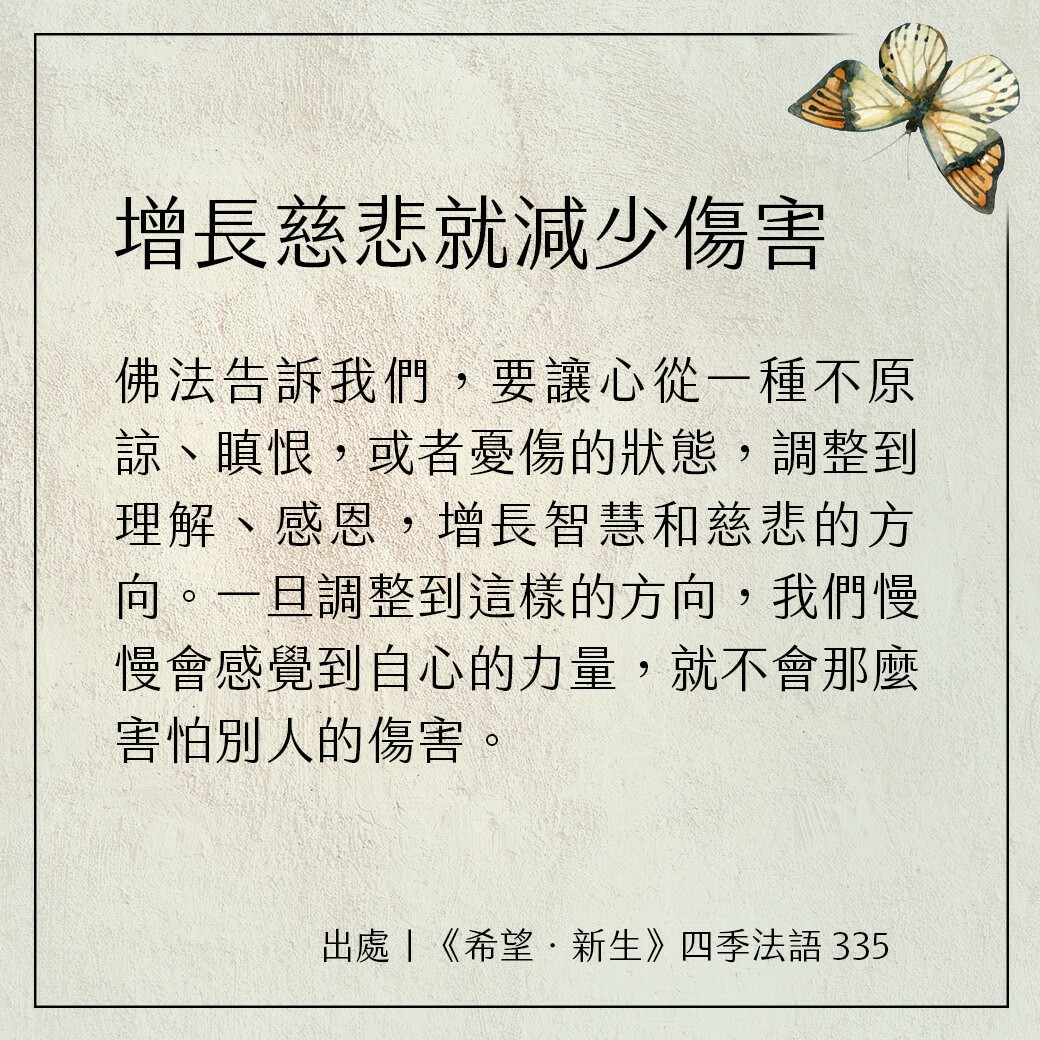 增長慈悲就減少傷害
佛法告訴我們，要讓心從一種不原
諒、瞋恨，或者憂傷的狀態，調整到
理解、感恩，增長智慧和慈悲的方
向。一旦調整到這樣的方向，我們慢
慢會感覺到自心的力量，就不會那麼
害怕別人的傷害。
出處 | 《希望．新生》四季法語 335